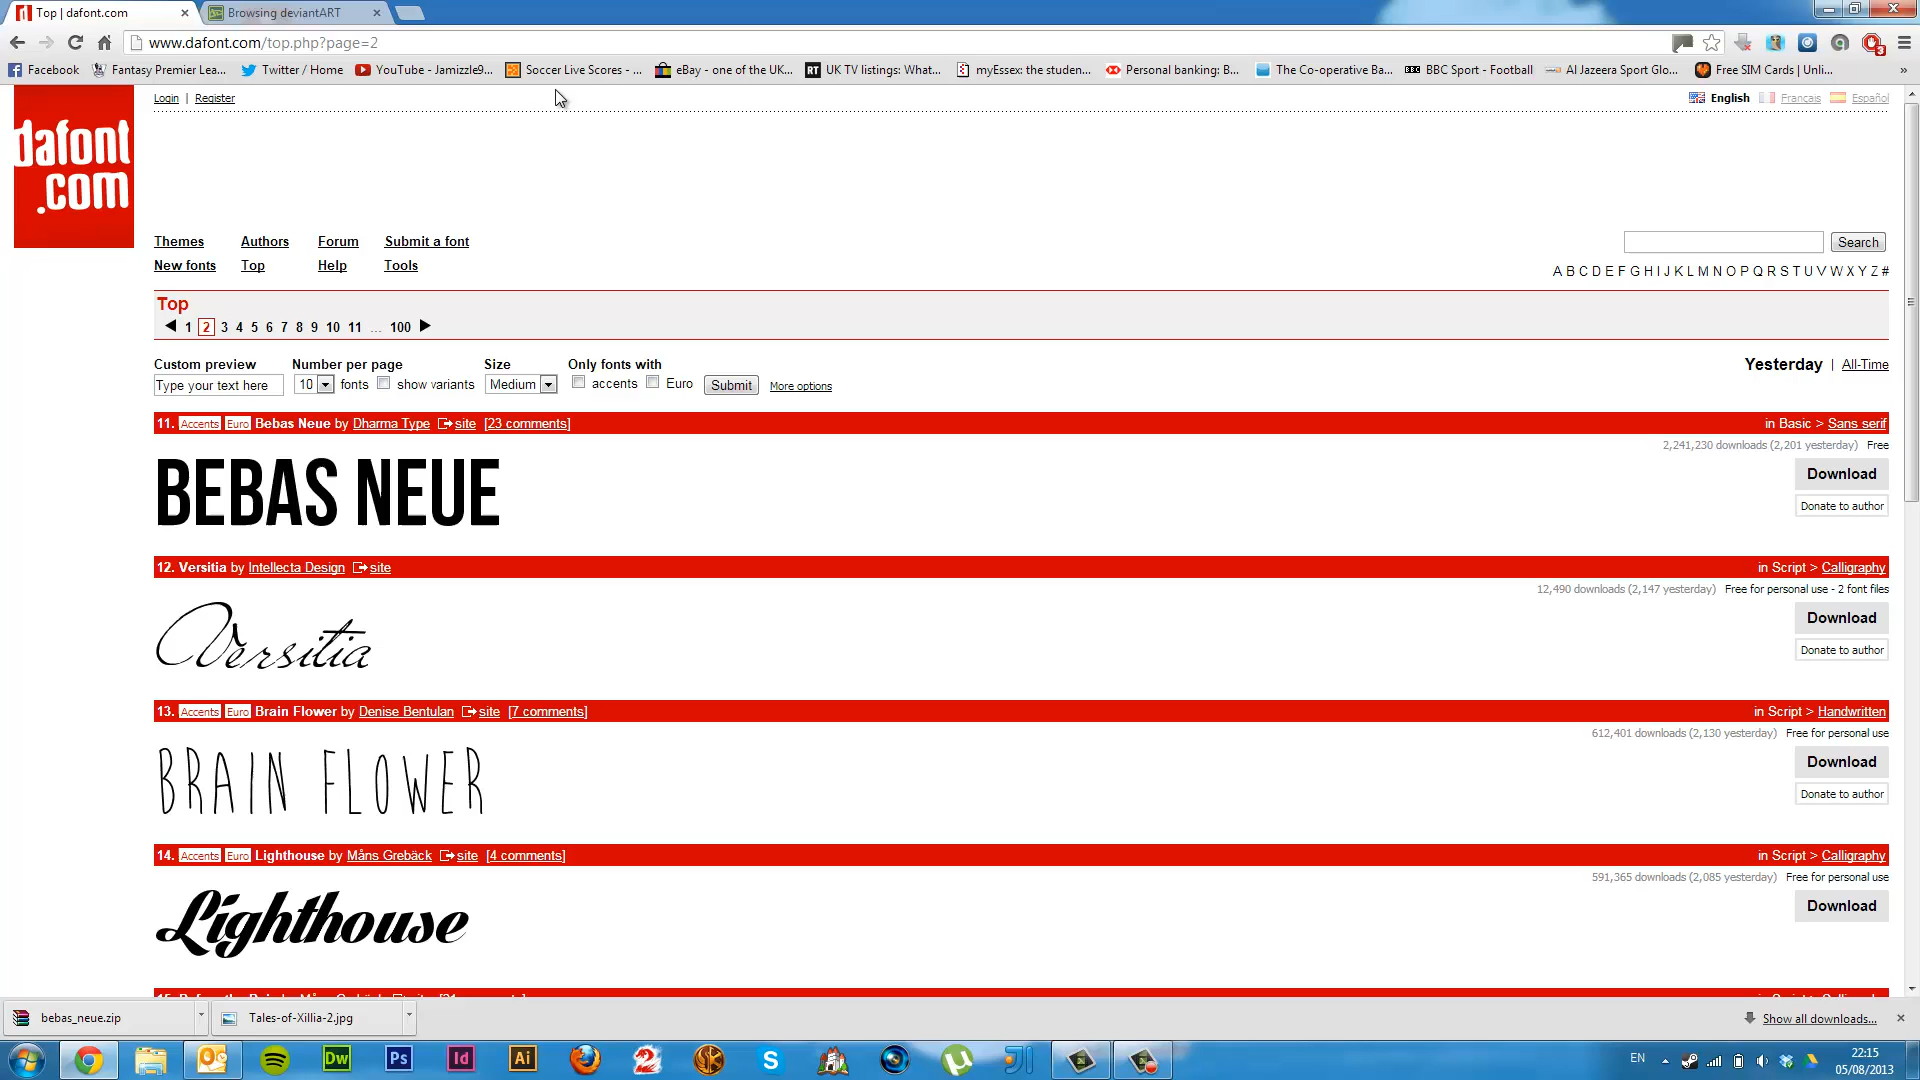 Top | dafont.com
Browsing deviantART
www.dafont.com/top.php?page=2
3
Facebook
Fantasy Premier Lea...
Twitter / Home
YouTube - Jamizzle9...
Soccer Live Scores - ...
eBay - one of the UK...
RT UK TV listings: What...
myEssex: the studen...
Personal banking: B...
The Co-operative Ba...
BBC BBC Sport - Football
Al Jazeera Sport Glo...
Free SIM Cards | Unli...
»
dafont
.com
Login | Register
English Français Español
Themes Authors Forum Submit a font
New fonts Top Help Tools
Search
A B C D E F G H I J K L M N O P Q R S T U V W X Y Z #
Top
1 2 3 4 5 6 7 8 9 10 11 ... 100
Custom preview Number per page Size Only fonts with
Type your text here 10 fonts show variants Medium accents Euro Submit More options
Yesterday | All-Time
11. Accents Euro Bebas Neue by Dharma Type site [23 comments] in Basic > Sans serif
2,241,230 downloads (2,201 yesterday) Free
BEBAS NEUE
Download
Donate to author
12. Versitia by Intellecta Design site in Script > Calligraphy
12,490 downloads (2,147 yesterday) Free for personal use - 2 font files
Versitia
Download
Donate to author
13. Accents Euro Brain Flower by Denise Bentulan site [7 comments] in Script > Handwritten
612,401 downloads (2,130 yesterday) Free for personal use
BRAIN FLOWER
Download
Donate to author
14. Accents Euro Lighthouse by Måns Grebäck site [4 comments] in Script > Calligraphy
591,365 downloads (2,085 yesterday) Free for personal use
Lighthouse
Download
bebas_neue.zip
Tales-of-Xillia-2.jpg
Show all downloads...
Dw
Ps
Id
Ai
EN
22:15
05/08/2013